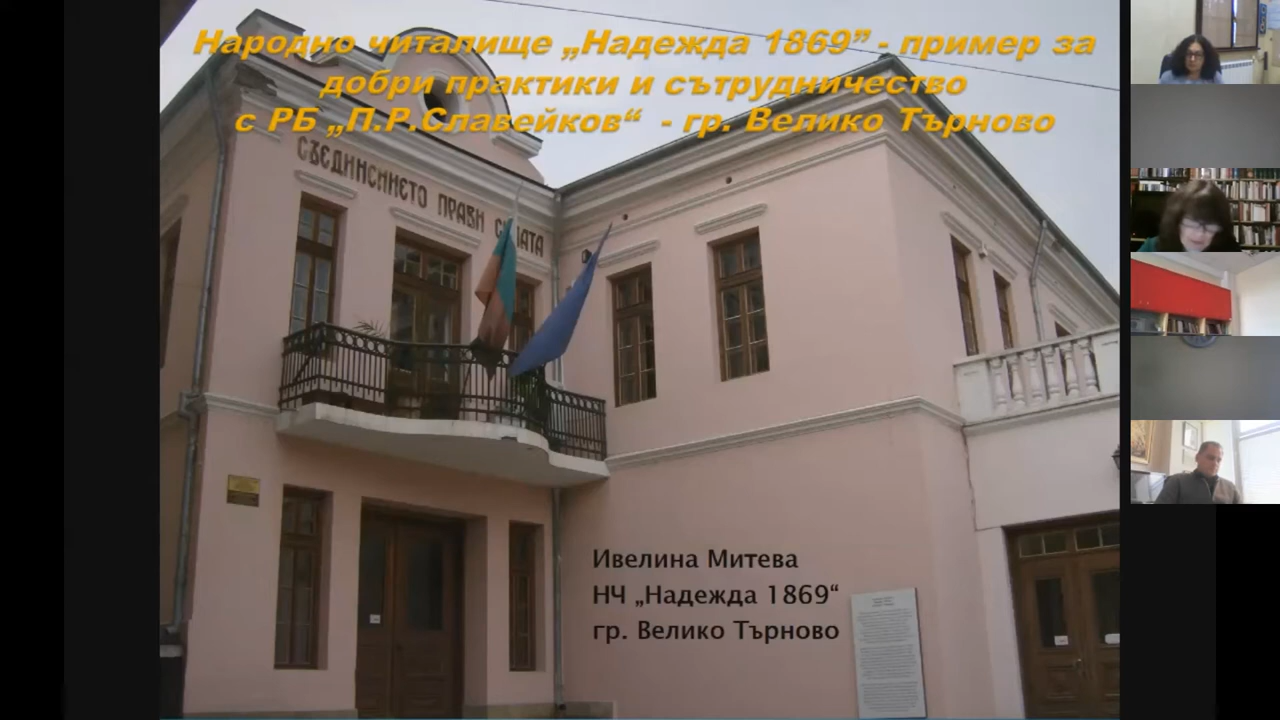 Народно читалище „Надежда 1869” - пример за
добри практики и сътрудничество
с РБ „П.Р.Славейков“ - гр. Велико Търново
СЪЕДИНЕНИЕТО ПРАВИ СИЛАТА
Ивелина Митева
НЧ „Надежда 1869“
гр. Велико Търново